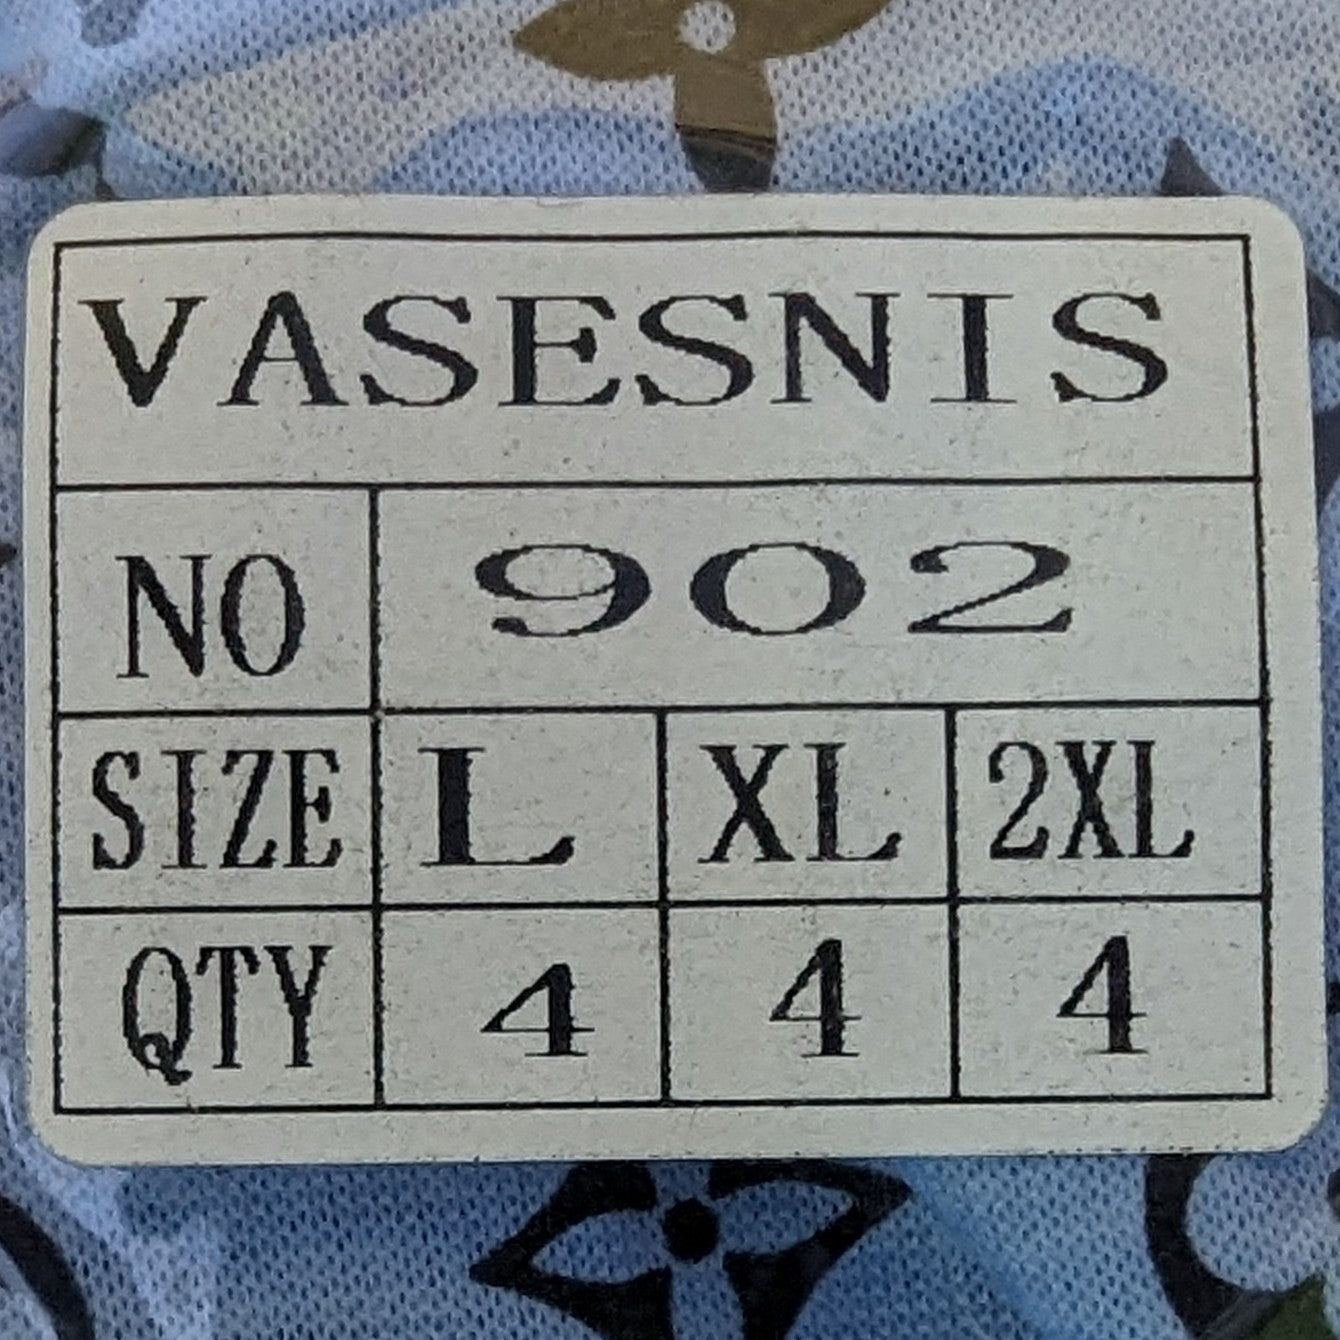 VASESNIS
NO 902
SIZE L XL 2XL
QTY 4 4 4